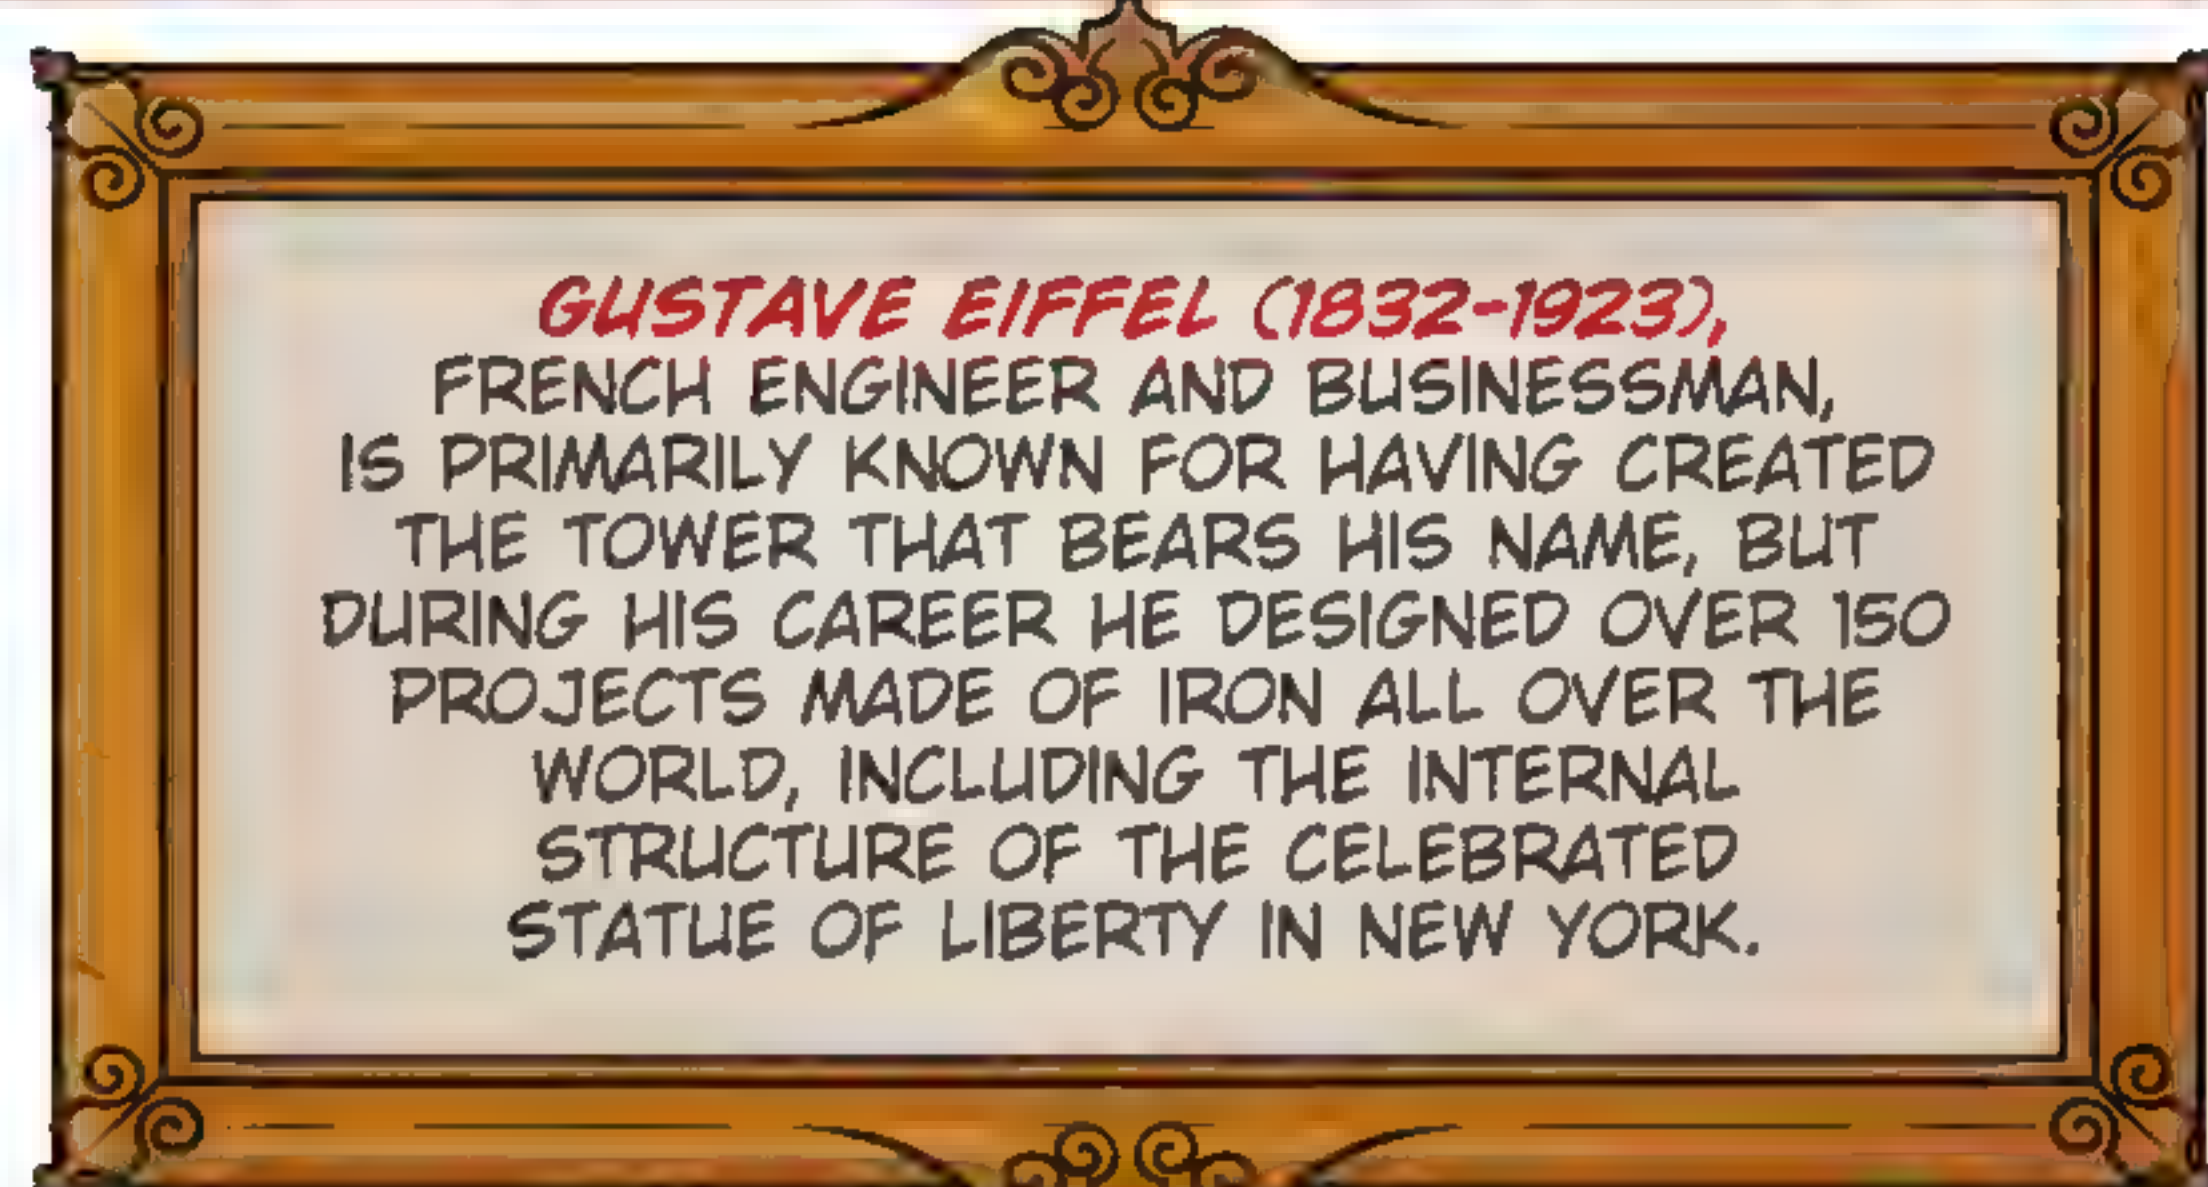 GUSTAVE EIFFEL (1832-1923),
FRENCH ENGINEER AND BUSINESSMAN,
IS PRIMARILY KNOWN FOR HAVING CREATED
THE TOWER THAT BEARS HIS NAME, BUT
DURING HIS CAREER HE DESIGNED OVER 150
PROJECTS MADE OF IRON ALL OVER THE
WORLD, INCLUDING THE INTERNAL
STRUCTURE OF THE CELEBRATED
STATUE OF LIBERTY IN NEW YORK.